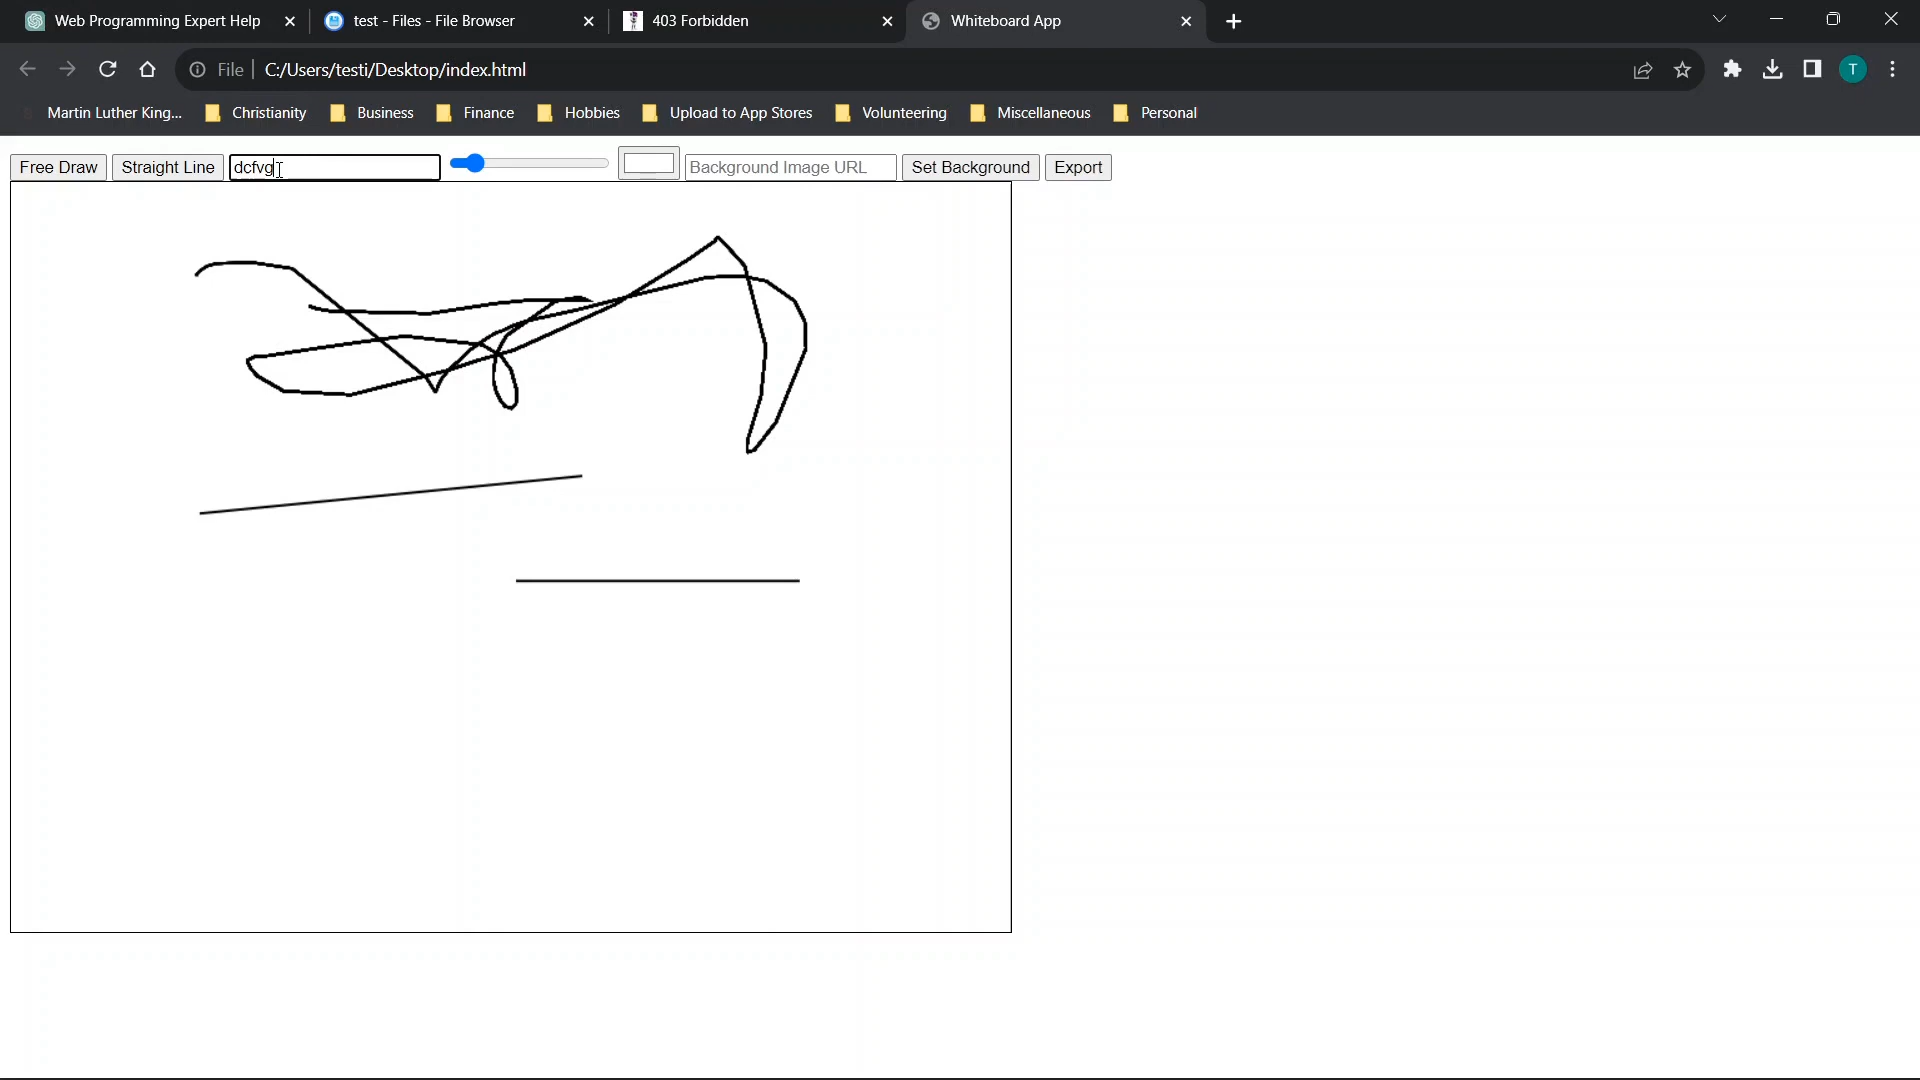 Web Programming Expert Help
test - Files - File Browser
403 Forbidden
Whiteboard App
File
C:/Users/testi/Desktop/index.html
T
Martin Luther King...
Christianity
Business
Finance
Hobbies
Upload to App Stores
Volunteering
Miscellaneous
Personal
Free Draw
Straight Line
dcfvg
Background Image URL
Set Background
Export